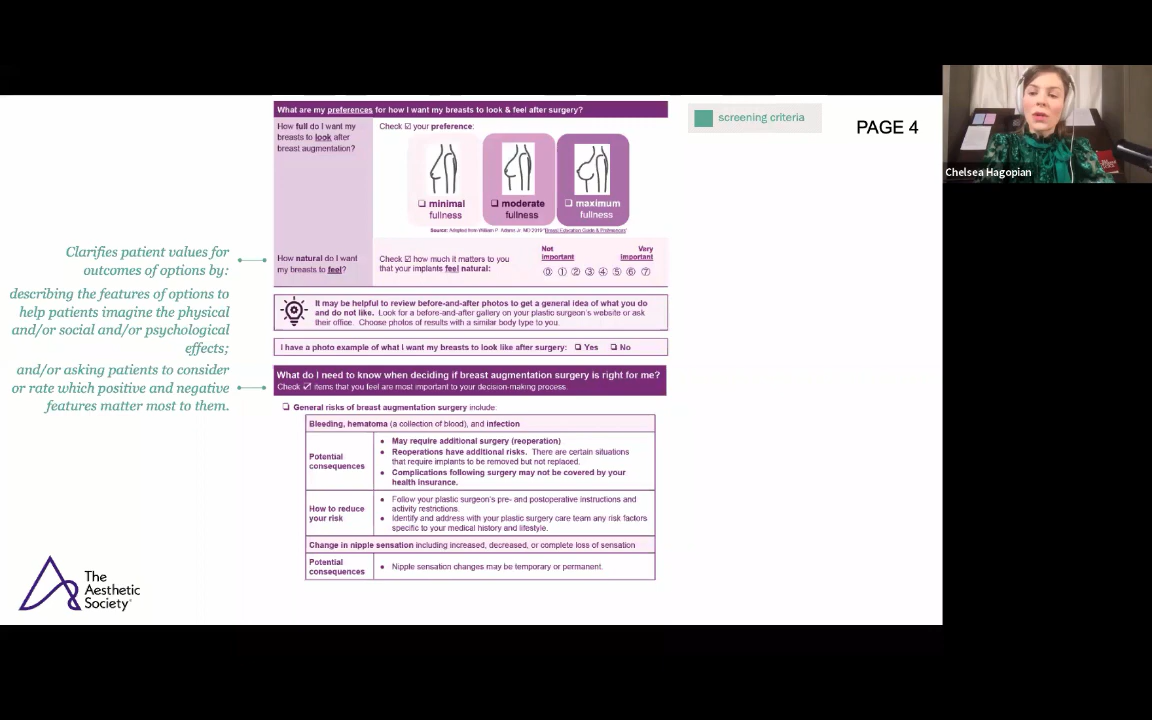 What are my preferences for how I want my breasts to look & feel after surgery?
How full do I want my
breasts to look after
breast augmentation?
Check ☑ your preference:
☐ minimal
fullness
☐ moderate
fullness
☐ maximum
fullness
Source: Adapted from William P. Adams Jr. MD 2019 "Breast Education Guide & Preferences"
How natural do I want
my breasts to feel?
Check ☑ how much it matters to you
that your implants feel natural:
Not
important
Very
important
⓪ ① ② ③ ④ ⑤ ⑥ ⑦
It may be helpful to review before-and-after photos to get a general idea of what you do
and do not like. Look for a before-and-after gallery on your plastic surgeon's website or ask
their office. Choose photos of results with a similar body type to you.
I have a photo example of what I want my breasts to look like after surgery: ☐ Yes ☐ No
What do I need to know when deciding if breast augmentation surgery is right for me?
Check ☑ items that you feel are most important to your decision-making process.
☐ General risks of breast augmentation surgery include:
Bleeding, hematoma (a collection of blood), and infection
Potential
consequences
• May require additional surgery (reoperation)
• Reoperations have additional risks. There are certain situations
that require implants to be removed but not replaced.
• Complications following surgery may not be covered by your
health insurance.
How to reduce
your risk
• Follow your plastic surgeon's pre- and postoperative instructions and
activity restrictions.
• Identify and address with your plastic surgery care team any risk factors
specific to your medical history and lifestyle.
Change in nipple sensation including increased, decreased, or complete loss of sensation
Potential
consequences
• Nipple sensation changes may be temporary or permanent.
Clarifies patient values for
outcomes of options by:
describing the features of options to
help patients imagine the physical
and/or social and/or psychological
effects;
and/or asking patients to consider
or rate which positive and negative
features matter most to them.
screening criteria
PAGE 4
Chelsea Hagopian
The
Aesthetic
Society